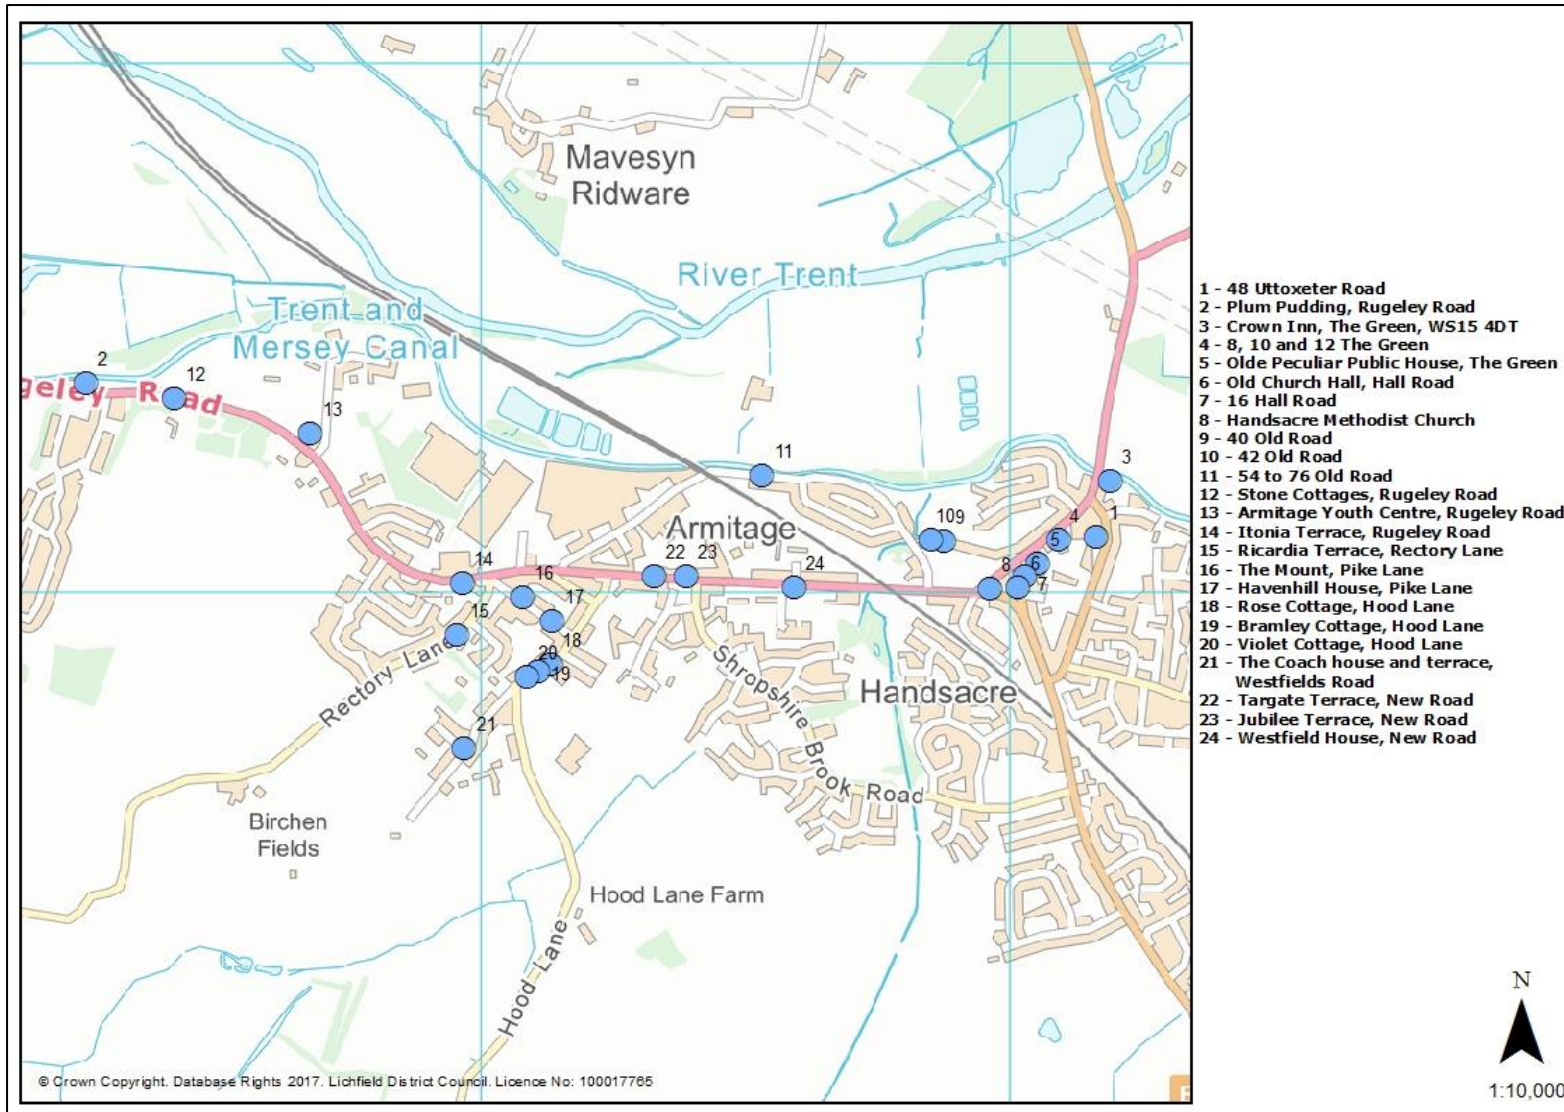 Mavesyn
Ridware
River Trent
Trent and
Mersey Canal
geley Road
2
12
13
11
3
109
4
1
5
6
7
8
Armitage
22
23
24
14
16
15
17
18
20
19
21
Rectory Lane
Shropshire Brook Road
Handsacre
Birchen
Fields
Hood Lane Farm
Hood Lane
© Crown Copyright. Database Rights 2017. Lichfield District Council. Licence No: 100017765
1 - 48 Uttoxeter Road
2 - Plum Pudding, Rugeley Road
3 - Crown Inn, The Green, WS15 4DT
4 - 8, 10 and 12 The Green
5 - Olde Peculiar Public House, The Green
6 - Old Church Hall, Hall Road
7 - 16 Hall Road
8 - Handsacre Methodist Church
9 - 40 Old Road
10 - 42 Old Road
11 - 54 to 76 Old Road
12 - Stone Cottages, Rugeley Road
13 - Armitage Youth Centre, Rugeley Road
14 - Itonia Terrace, Rugeley Road
15 - Ricardia Terrace, Rectory Lane
16 - The Mount, Pike Lane
17 - Havenhill House, Pike Lane
18 - Rose Cottage, Hood Lane
19 - Bramley Cottage, Hood Lane
20 - Violet Cottage, Hood Lane
21 - The Coach house and terrace,
Westfields Road
22 - Targate Terrace, New Road
23 - Jubilee Terrace, New Road
24 - Westfield House, New Road
N
1:10,000